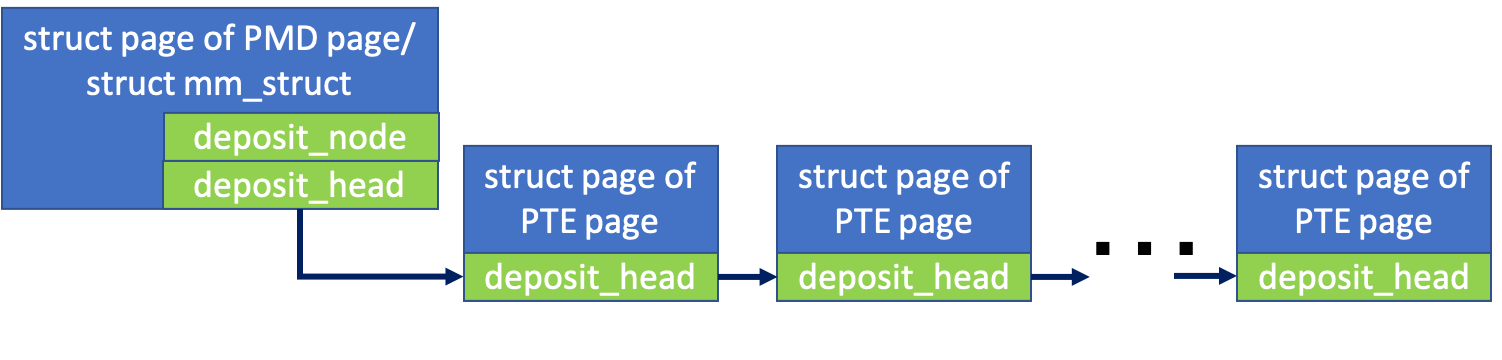 struct page of PMD page/
struct mm_struct
deposit_node
deposit_head
struct page of
PTE page
deposit_head
struct page of
PTE page
deposit_head
...
struct page of
PTE page
deposit_head